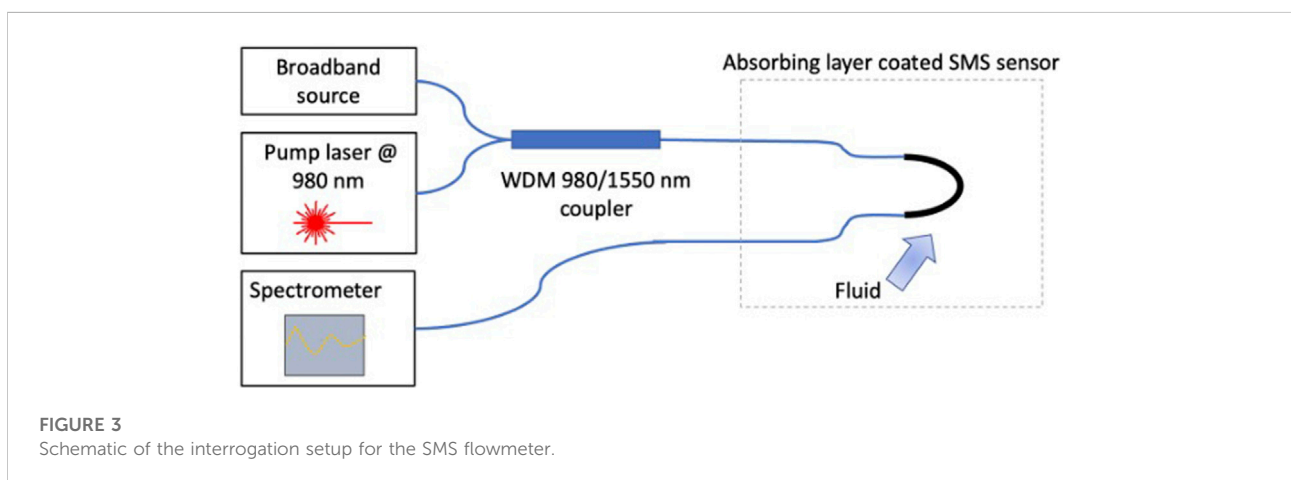 Broadband
source
Pump laser @
980 nm
Spectrometer
WDM 980/1550 nm
coupler
Absorbing layer coated SMS sensor
Fluid
FIGURE 3
Schematic of the interrogation setup for the SMS flowmeter.